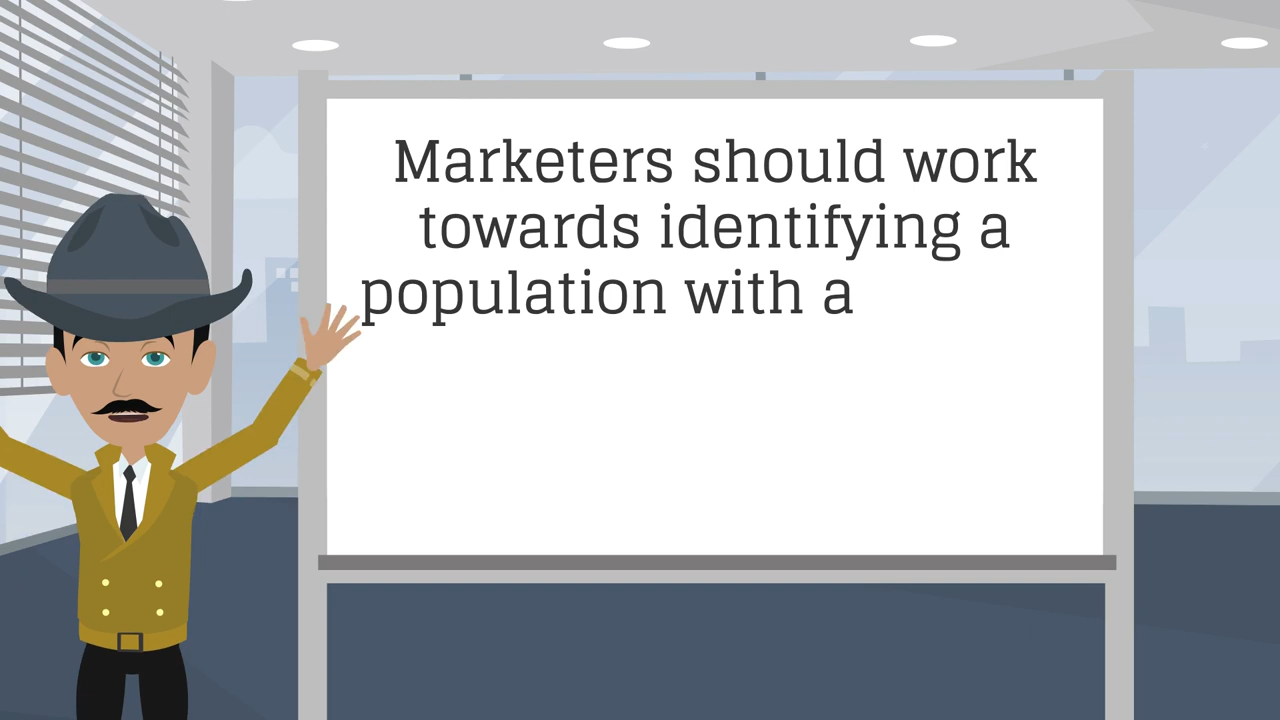 Marketers should work
towards identifying a
population with a